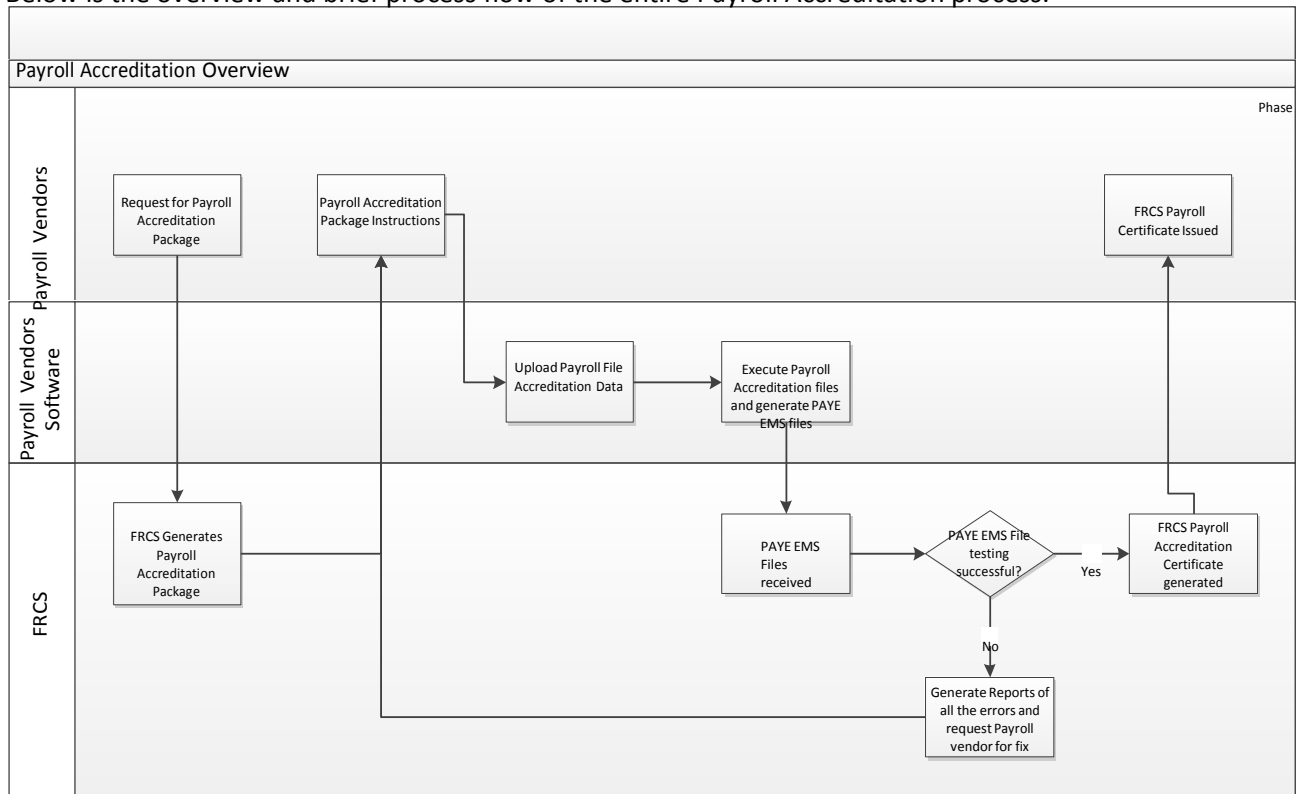 Below is the overview and brief process flow of the entire Payroll Accreditation process.
Payroll Accreditation Overview
Phase
Payroll Vendors
Request for Payroll
Accreditation
Package
Payroll Accreditation
Package Instructions
FRCS Payroll
Certificate Issued
Payroll Vendors
Software
Upload Payroll File
Accreditation Data
Execute Payroll
Accreditation files
and generate PAYE
EMS files
FRCS
FRCS Generates
Payroll
Accreditation
Package
PAYE EMS
Files
received
PAYE EMS File
testing
successful?
Yes
FRCS Payroll
Accreditation
Certificate
generated
No
Generate Reports of
all the errors and
request Payroll
vendor for fix